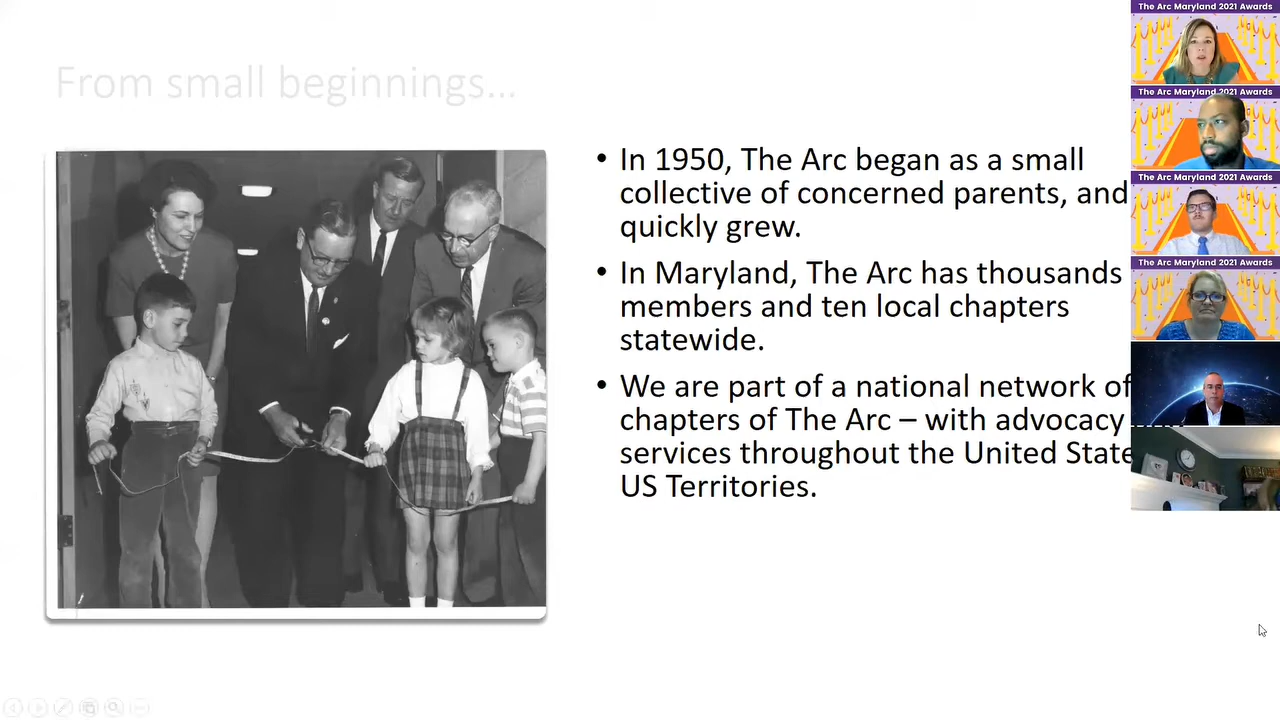 From small beginnings...
• In 1950, The Arc began as a small
collective of concerned parents, and
quickly grew.
• In Maryland, The Arc has thousands
members and ten local chapters
statewide.
• We are part of a national network of
chapters of The Arc – with advocacy
services throughout the United State
US Territories.
The Arc Maryland 2021 Awards
The Arc Maryland 2021 Awards
The Arc Maryland 2021 Awards
The Arc Maryland 2021 Awards